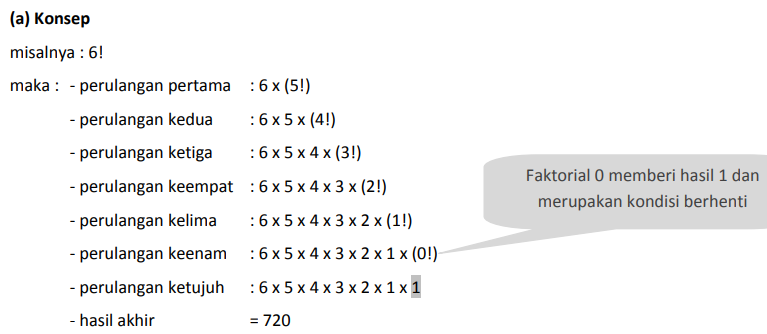 (a) Konsep
misalnya : 6!
maka : - perulangan pertama : 6 x (5!)
- perulangan kedua : 6 x 5 x (4!)
- perulangan ketiga : 6 x 5 x 4 x (3!)
- perulangan keempat : 6 x 5 x 4 x 3 x (2!)
- perulangan kelima : 6 x 5 x 4 x 3 x 2 x (1!)
- perulangan keenam : 6 x 5 x 4 x 3 x 2 x 1 x (0!)
- perulangan ketujuh : 6 x 5 x 4 x 3 x 2 x 1 x 1
- hasil akhir = 720
Faktorial 0 memberi hasil 1 dan
merupakan kondisi berhenti